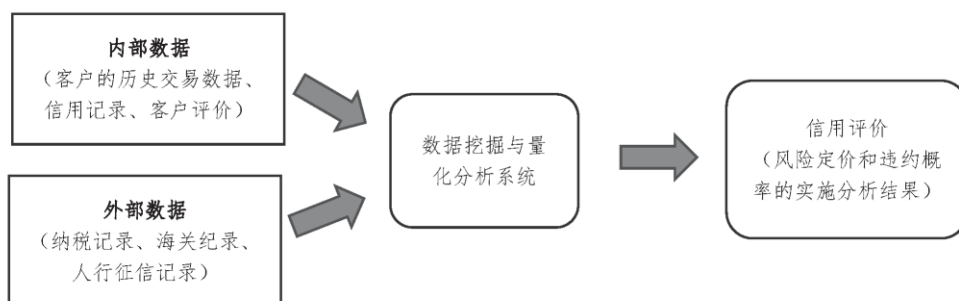 内部数据
（客户的历史交易数据、
信用记录、客户评价）
外部数据
（纳税记录、海关纪录、
人行征信记录）
数据挖掘与量
化分析系统
信用评价
（风险定价和违约概
率的实施分析结果）